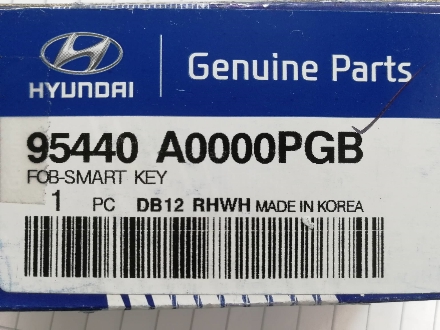 HYUNDAI
Genuine Parts
95440 A0000PGB
FOB-SMART KEY
1 PC DB12 RHWH MADE IN KOREA